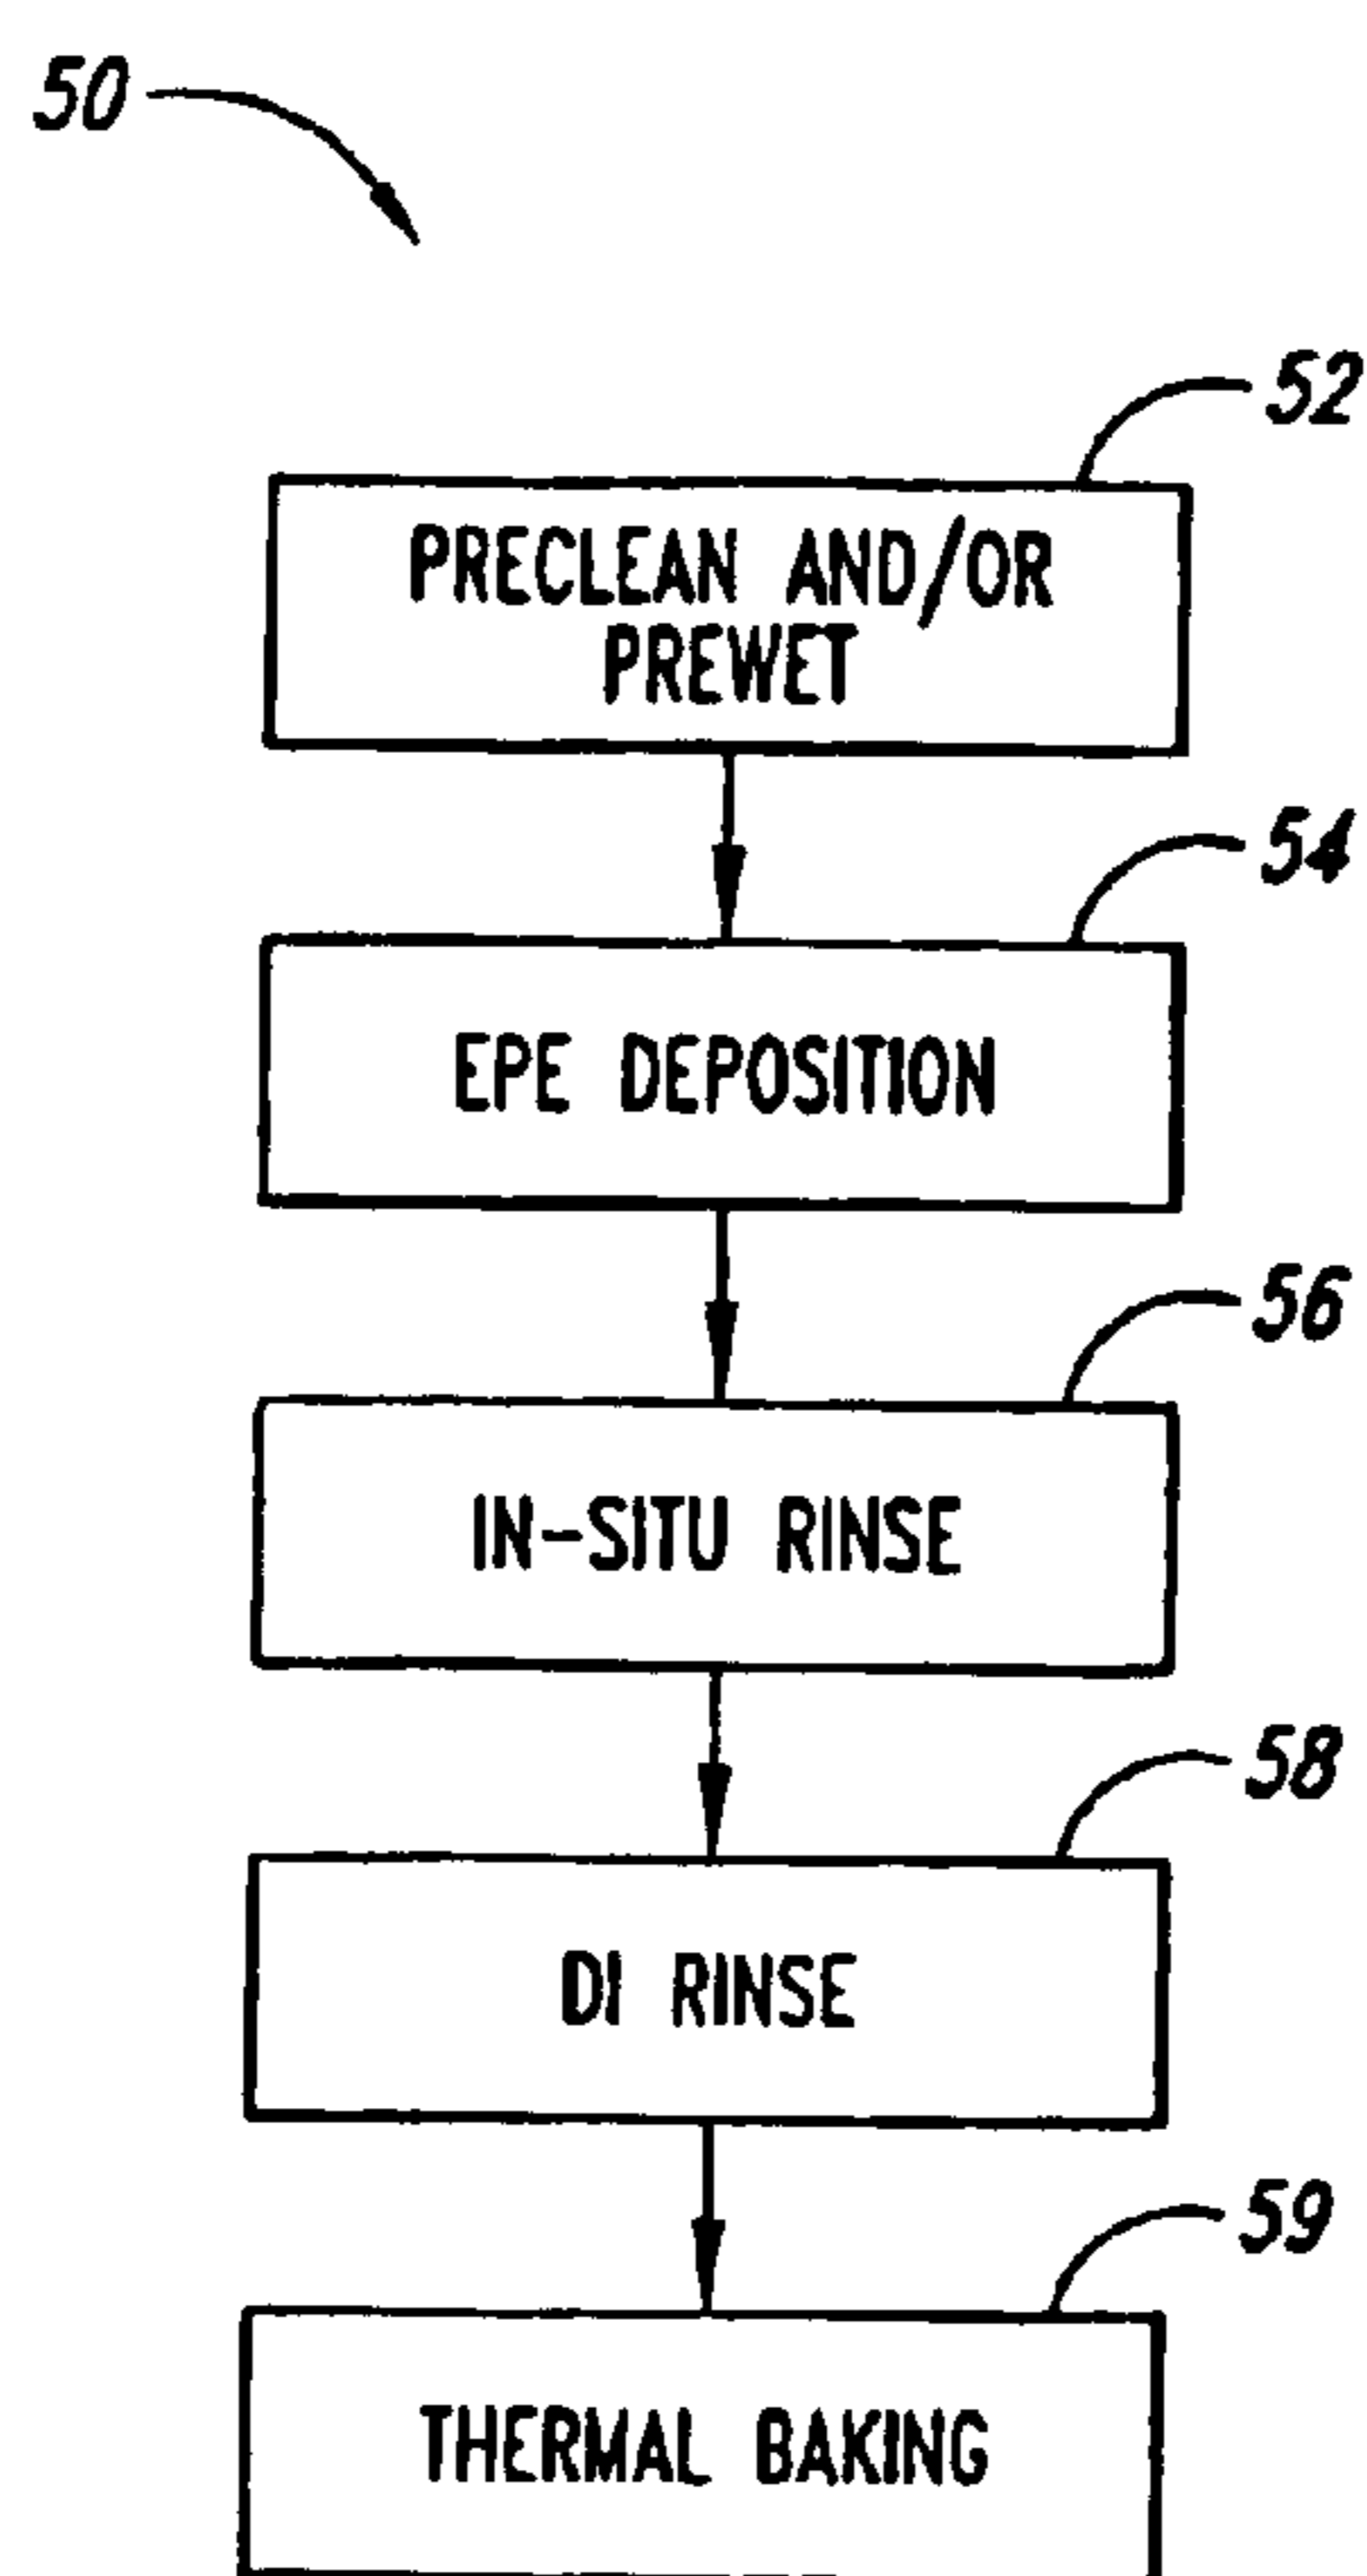 50
52
PRECLEAN AND/OR
PREWET
54
EPE DEPOSITION
56
IN-SITU RINSE
58
DI RINSE
59
THERMAL BAKING